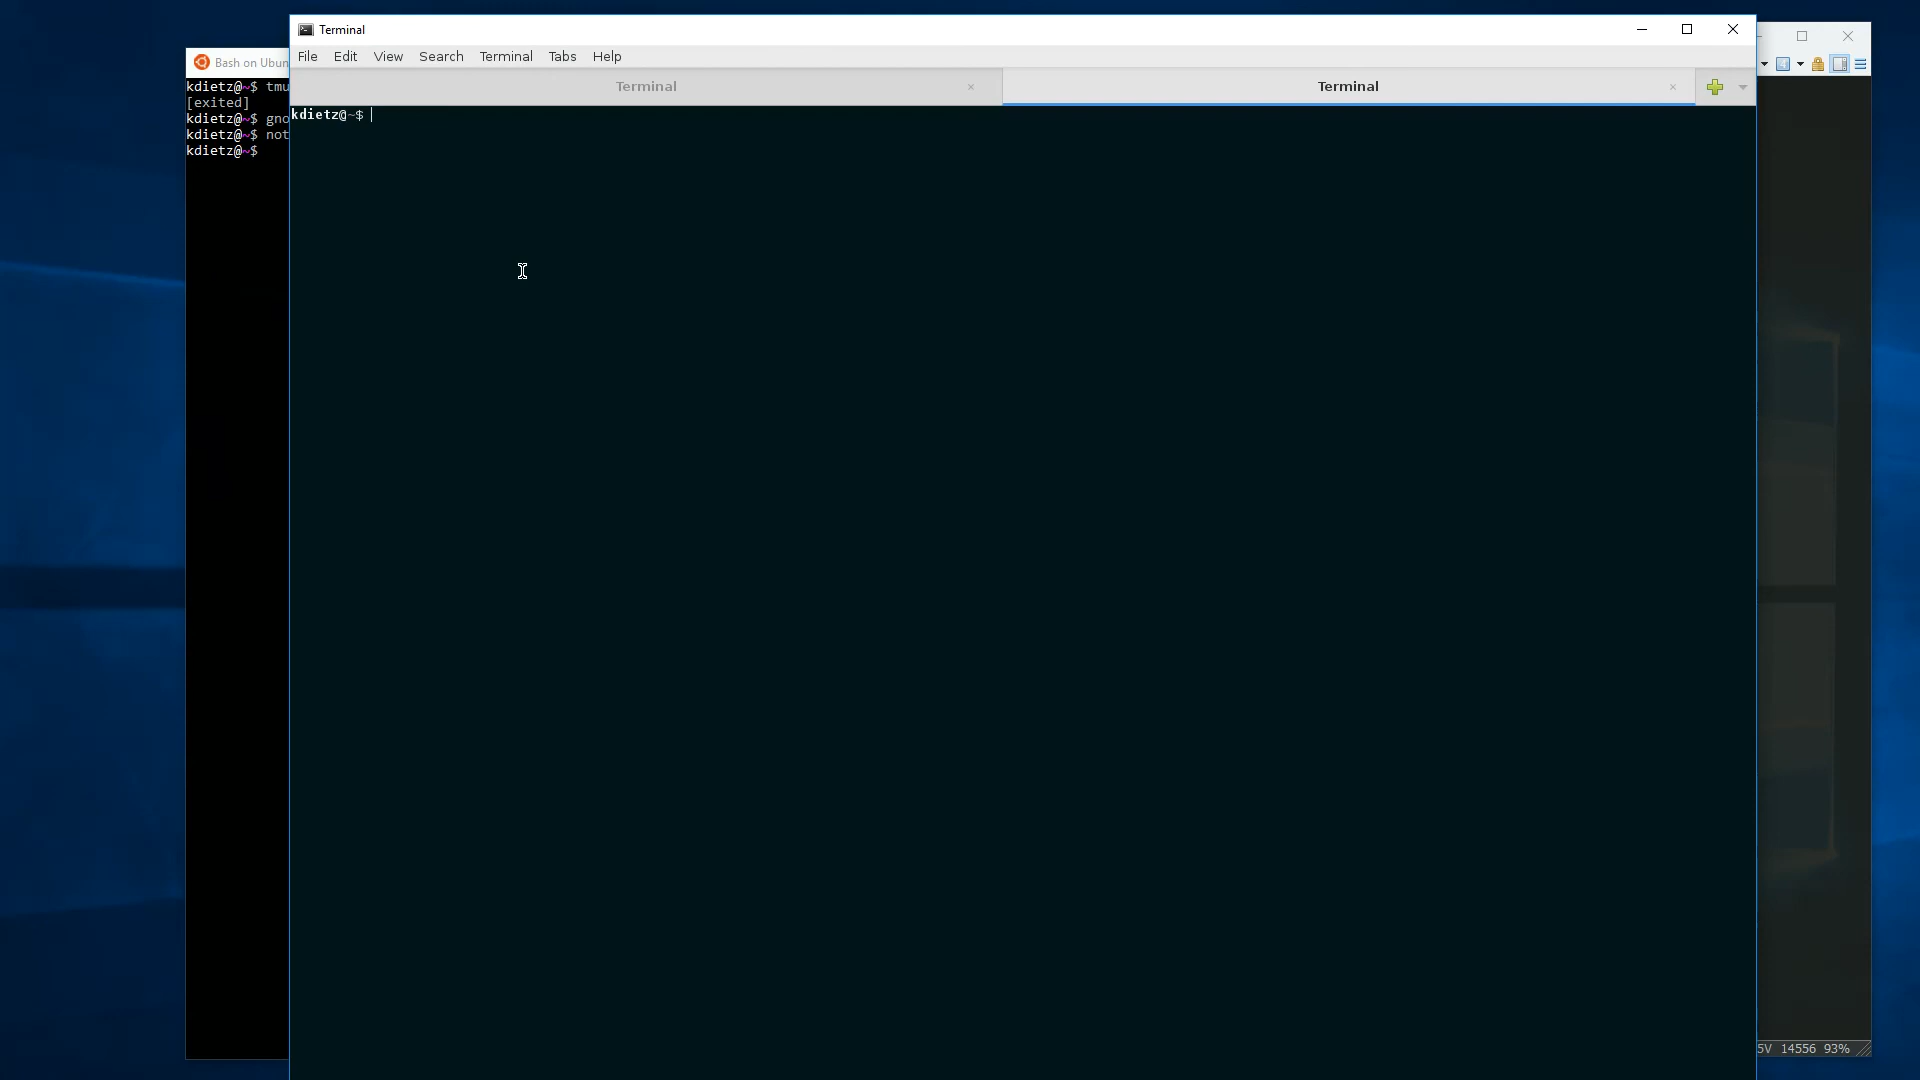 Terminal
File Edit View Search Terminal Tabs Help
Terminal × Terminal ×
kdietz@~$
Bash on Ubun
kdietz@~$ tmu
[exited]
kdietz@~$ gno
kdietz@~$ not
kdietz@~$
5V 14556 93%